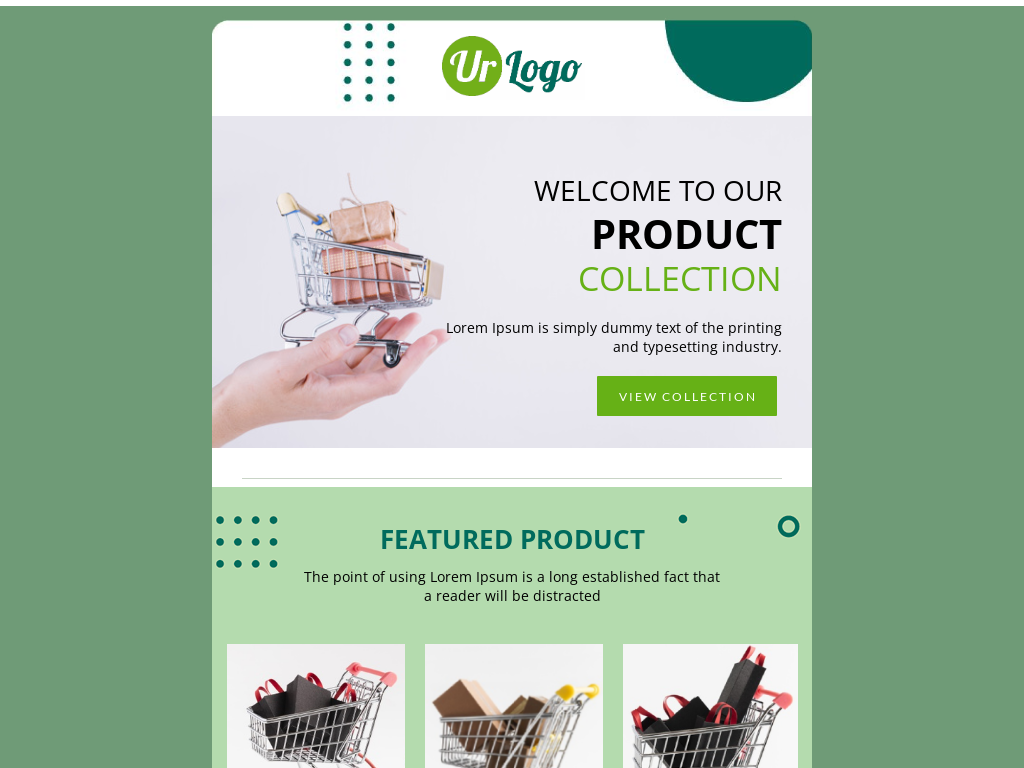 Ur Logo
WELCOME TO OUR
PRODUCT
COLLECTION
Lorem Ipsum is simply dummy text of the printing
and typesetting industry.
VIEW COLLECTION
FEATURED PRODUCT
The point of using Lorem Ipsum is a long established fact that
a reader will be distracted